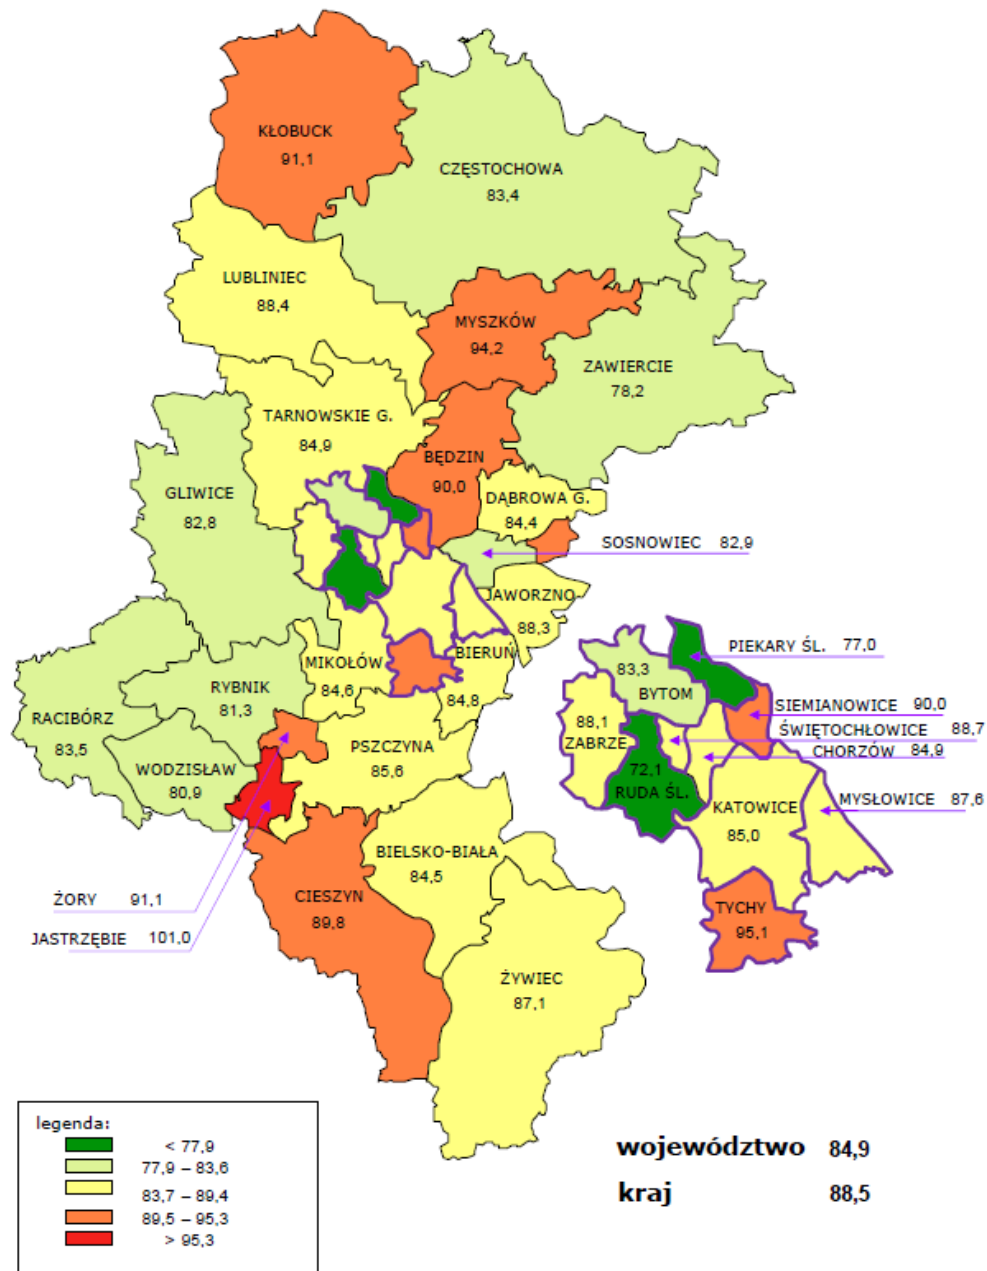 KŁOBUCK
91,1
CZĘSTOCHOWA
83,4
LUBLINIEC
88,4
MYSZKÓW
94,2
ZAWIERCIE
78,2
TARNOWSKIE G.
84,9
BĘDZIN
90,0
GLIWICE
82,8
DĄBROWA G.
84,4
SOSNOWIEC 82,9
JAWORZNO
88,3
BIERUŃ
84,8
MIKOŁÓW
84,6
RYBNIK
81,3
RACIBÓRZ
83,5
WODZISŁAW
80,9
PSZCZYNA
85,6
BIELSKO-BIAŁA
84,5
CIESZYN
89,8
ŻYWIEC
87,1
ŻORY 91,1
JASTRZĘBIE 101,0
PIEKARY ŚL. 77,0
83,3
BYTOM
SIEMIANOWICE 90,0
ŚWIĘTOCHŁOWICE 88,7
CHORZÓW 84,9
88,1
ZABRZE
72,1
RUDA ŚL.
KATOWICE
85,0
MYSŁOWICE 87,6
TYCHY
95,1
legenda:
< 77,9
77,9 – 83,6
83,7 – 89,4
89,5 – 95,3
> 95,3
województwo 84,9
kraj 88,5